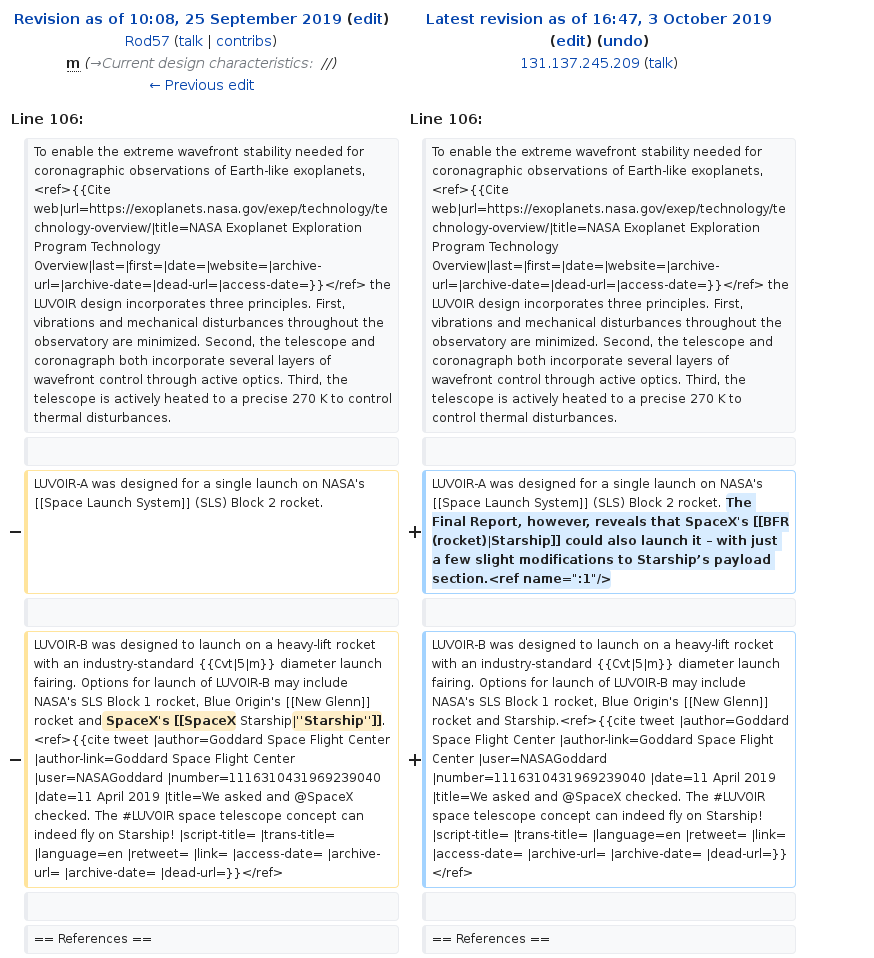 Revision as of 10:08, 25 September 2019 (edit)
Rod57 (talk | contribs)
m (→Current design characteristics: //)
← Previous edit
Latest revision as of 16:47, 3 October 2019
(edit) (undo)
131.137.245.209 (talk)
Line 106:
To enable the extreme wavefront stability needed for
coronagraphic observations of Earth-like exoplanets,
<ref>{{Cite
web|url=https://exoplanets.nasa.gov/exep/technology/te
chnology-overview/|title=NASA Exoplanet Exploration
Program Technology
Overview|last=|first=|date=|website=|archive-
url=|archive-date=|dead-url=|access-date=}}</ref> the
LUVOIR design incorporates three principles. First,
vibrations and mechanical disturbances throughout the
observatory are minimized. Second, the telescope and
coronagraph both incorporate several layers of
wavefront control through active optics. Third, the
telescope is actively heated to a precise 270 K to control
thermal disturbances.
Line 106:
To enable the extreme wavefront stability needed for
coronagraphic observations of Earth-like exoplanets,
<ref>{{Cite
web|url=https://exoplanets.nasa.gov/exep/technology/te
chnology-overview/|title=NASA Exoplanet Exploration
Program Technology
Overview|last=|first=|date=|website=|archive-
url=|archive-date=|dead-url=|access-date=}}</ref> the
LUVOIR design incorporates three principles. First,
vibrations and mechanical disturbances throughout the
observatory are minimized. Second, the telescope and
coronagraph both incorporate several layers of
wavefront control through active optics. Third, the
telescope is actively heated to a precise 270 K to
control thermal disturbances.
−
LUVOIR-A was designed for a single launch on NASA's
[[Space Launch System]] (SLS) Block 2 rocket.
+
LUVOIR-A was designed for a single launch on NASA's
[[Space Launch System]] (SLS) Block 2 rocket. The
Final Report, however, reveals that SpaceX's [[BFR
(rocket)|Starship]] could also launch it – with just
a few slight modifications to Starship’s payload
section.<ref name=":1"/>
−
LUVOIR-B was designed to launch on a heavy-lift rocket
with an industry-standard {{Cvt|5|m}} diameter launch
fairing. Options for launch of LUVOIR-B may include
NASA's SLS Block 1 rocket, Blue Origin's [[New Glenn]]
rocket and SpaceX's [[SpaceX Starship|''Starship'']].
<ref>{{cite tweet |author=Goddard Space Flight Center
|author-link=Goddard Space Flight Center
|user=NASAGoddard |number=1116310431969239040
|date=11 April 2019 |title=We asked and @SpaceX
checked. The #LUVOIR space telescope concept can
indeed fly on Starship! |script-title= |trans-title=
|language=en |retweet= |link= |access-date= |archive-
url= |archive-date= |dead-url=}}</ref>
+
LUVOIR-B was designed to launch on a heavy-lift rocket
with an industry-standard {{Cvt|5|m}} diameter launch
fairing. Options for launch of LUVOIR-B may include
NASA's SLS Block 1 rocket, Blue Origin's [[New Glenn]]
rocket and Starship.<ref>{{cite tweet |author=Goddard
Space Flight Center |author-link=Goddard Space Flight
Center |user=NASAGoddard
|number=1116310431969239040 |date=11 April 2019
|title=We asked and @SpaceX checked. The #LUVOIR
space telescope concept can indeed fly on Starship!
|script-title= |trans-title= |language=en |retweet= |link=
|access-date= |archive-url= |archive-date= |dead-url=}}
</ref>
== References ==
== References ==